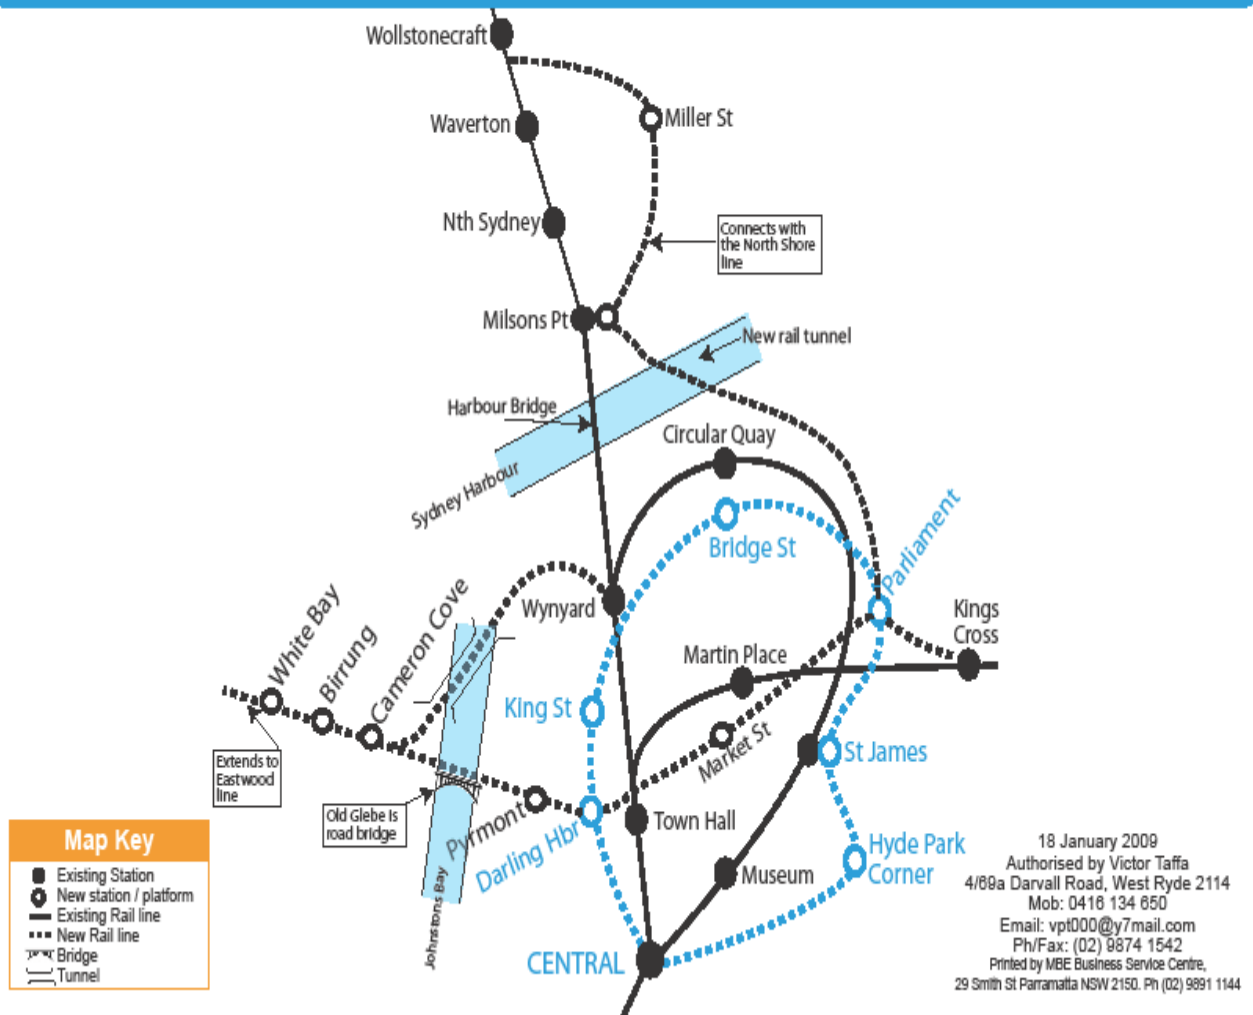 Wollstonecraft
Waverton
Miller St
Nth Sydney
Connects with
the North Shore
line
Milsons Pt
New rail tunnel
Harbour Bridge
Circular Quay
Sydney Harbour
Bridge St
Parliament
Wynyard
Kings
Cross
White Bay
Birrung
Cameron Cove
Martin Place
King St
Market St
St James
Extends to
Eastwood
line
Old Glebe is
road bridge
Pyrmont
Darling Hbr
Town Hall
Hyde Park
Corner
Museum
Johnstons Bay
CENTRAL
Map Key
Existing Station
New station / platform
Existing Rail line
New Rail line
Bridge
Tunnel
18 January 2009
Authorised by Victor Taffa
4/69a Darvall Road, West Ryde 2114
Mob: 0416 134 650
Email: vpt000@y7mail.com
Ph/Fax: (02) 9874 1542
Printed by MBE Business Service Centre,
29 Smith St Parramatta NSW 2150. Ph (02) 9891 1144